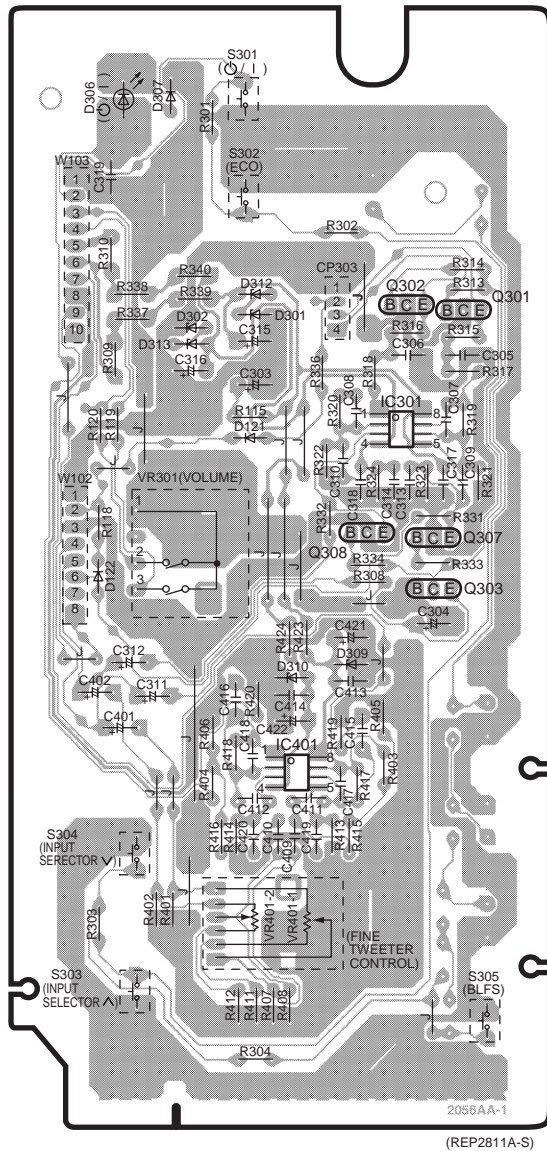 S301
(⏻/I)
D306
D307
R301
W103
C319
S302
(ECO)
1
2
3
4
5
6
7
8
9
10
R310
R302
R338
R337
R340
R339
D312
CP303
1
2
3
4
R314
R313
Q302
B C E
Q301
B C E
D302
D301
D313
C315
C316
R316
R315
C306
C305
R317
R309
C303
R336
R318
C308
IC301
C307
R320
1
8
R319
4
5
R120
R119
R115
D121
J
R322
C310
C318
R324
C314
C313
R323
C317
C309
R321
W102
1
2
3
4
5
6
7
8
R118
D122
VR301(VOLUME)
1
2
3
R332
R331
B C E
Q308
B C E
Q307
R334
R333
R308
B C E
Q303
C304
C312
C402
C311
C401
R424
R423
C421
D310
D309
C413
C416
R420
C414
C422
R406
R418
C418
IC401
1
8
4
5
R419
C415
R405
R404
C412
C411
C417
R417
R403
R416
R414
C420
C410
C409
C419
R413
R415
S304
(INPUT
SERECTOR ∨)
R303
R402
R401
VR401-2
VR401-1
(FINE
TWEETER
CONTROL)
S303
(INPUT
SELECTOR ∧)
R412
R411
R407
R408
S305
(BLFS)
R304
2056AA-1
(REP2811A-S)